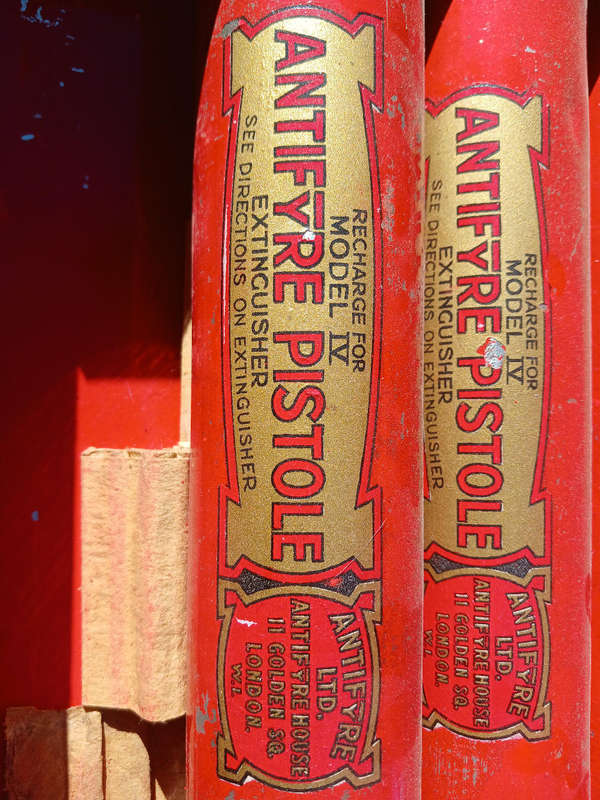 RECHARGE FOR
MODEL IV
ANTIFYRE PISTOLE
EXTINGUISHER
SEE DIRECTIONS ON EXTINGUISHER
ANTIFYRE
LTD.
ANTIFYRE HOUSE
11 GOLDEN SQ.
LONDON.
W.1.
RECHARGE FOR
MODEL IV
ANTIFYRE PISTOLE
EXTINGUISHER
SEE DIRECTIONS ON EXTINGUISHER
ANTIFYRE
LTD.
ANTIFYRE HOUSE
11 GOLDEN SQ.
LONDON.
W.1.